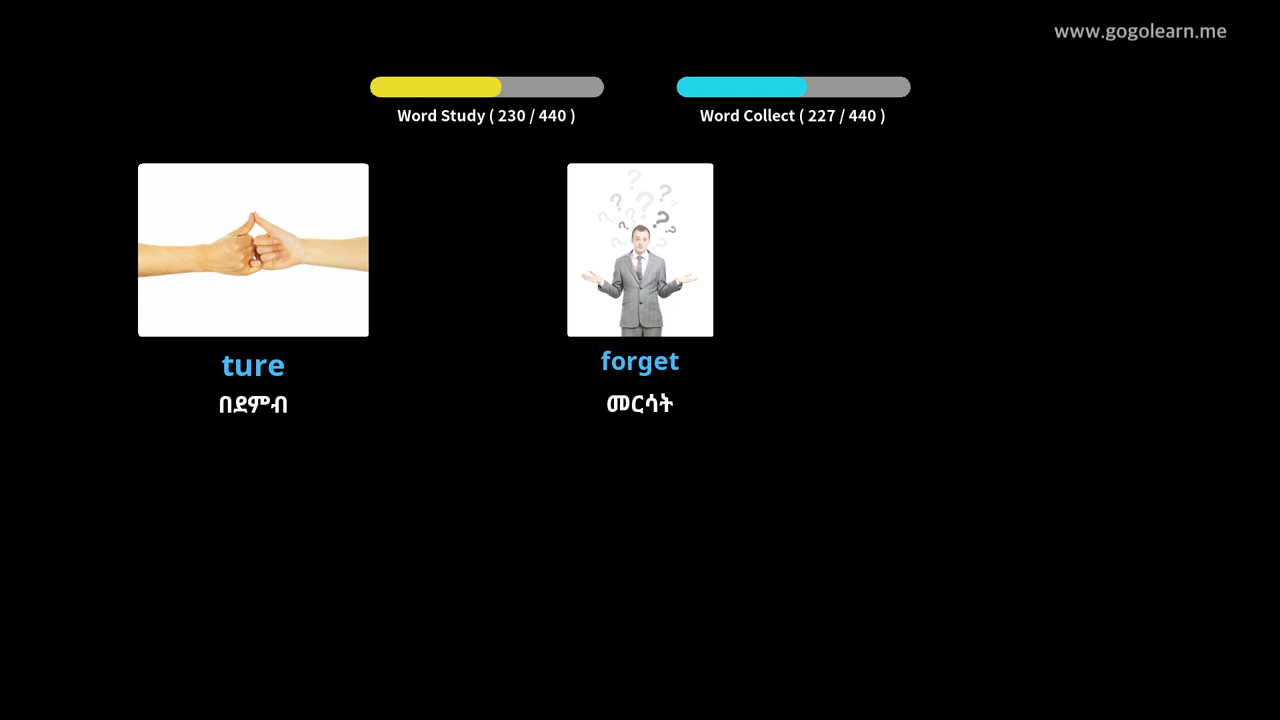 www.gogolearn.me
Word Study ( 230 / 440 )
Word Collect ( 227 / 440 )
ture
በደምብ
forget
መርሳት